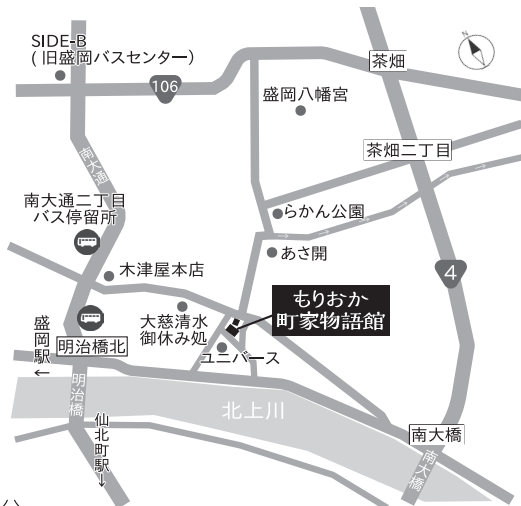 SIDE-B
(旧盛岡バスセンター)
106
茶畑
盛岡八幡宮
茶畑二丁目
南大通
南大通二丁目
バス停留所
らかん公園
あさ開
木津屋本店
4
もりおか
町家物語館
大慈清水
御休み処
盛岡駅
←
明治橋北
ユニバース
明治橋
北上川
仙北町駅→
南大橋
南大橋